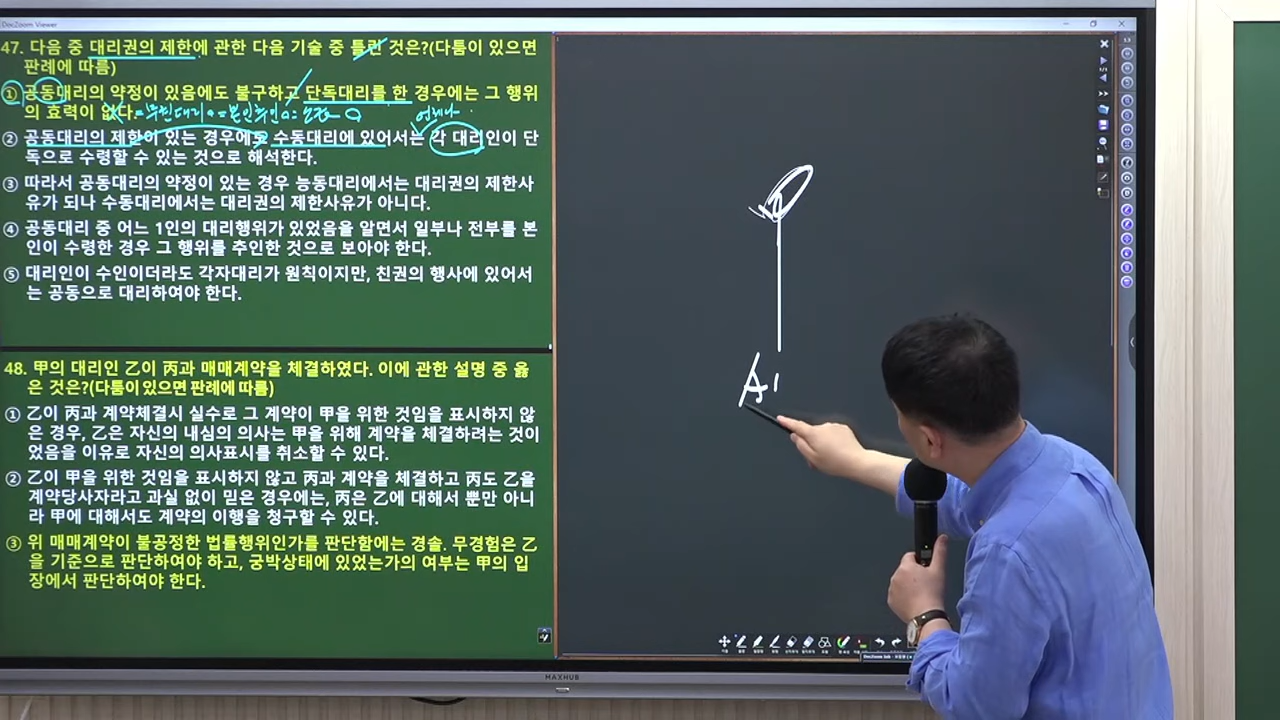 DocZoom Viewer
47. 다음 중 대리권의 제한에 관한 다음 기술 중 틀린 것은?(다툼이 있으면
판례에 따름)
① 공동대리의 약정이 있음에도 불구하고 단독대리를 한 경우에는 그 행위
의 효력이 없다.
② 공동대리의 제한이 있는 경우에도 수동대리에 있어서는 각 대리인이 단
독으로 수령할 수 있는 것으로 해석한다.
③ 따라서 공동대리의 약정이 있는 경우 능동대리에서는 대리권의 제한사
유가 되나 수동대리에서는 대리권의 제한사유가 아니다.
④ 공동대리 중 어느 1인의 대리행위가 있었음을 알면서 일부나 전부를 본
인이 수령한 경우 그 행위를 추인한 것으로 보아야 한다.
⑤ 대리인이 수인이더라도 각자대리가 원칙이지만, 친권의 행사에 있어서
는 공동으로 대리하여야 한다.
48. 甲의 대리인 乙이 丙과 매매계약을 체결하였다. 이에 관한 설명 중 옳
은 것은?(다툼이 있으면 판례에 따름)
① 乙이 丙과 계약체결시 실수로 그 계약이 甲을 위한 것임을 표시하지 않
은 경우, 乙은 자신의 내심의 의사는 甲을 위해 계약을 체결하려는 것이
었음을 이유로 자신의 의사표시를 취소할 수 있다.
② 乙이 甲을 위한 것임을 표시하지 않고 丙과 계약을 체결하고 丙도 乙을
계약당사자라고 과실 없이 믿은 경우에는, 丙은 乙에 대해서 뿐만 아니
라 甲에 대해서도 계약의 이행을 청구할 수 있다.
③ 위 매매계약이 불공정한 법률행위인가를 판단함에는 경솔. 무경험은 乙
을 기준으로 판단하여야 하고, 궁박상태에 있었는가의 여부는 甲의 입
장에서 판단하여야 한다.
A1
MAXHUB